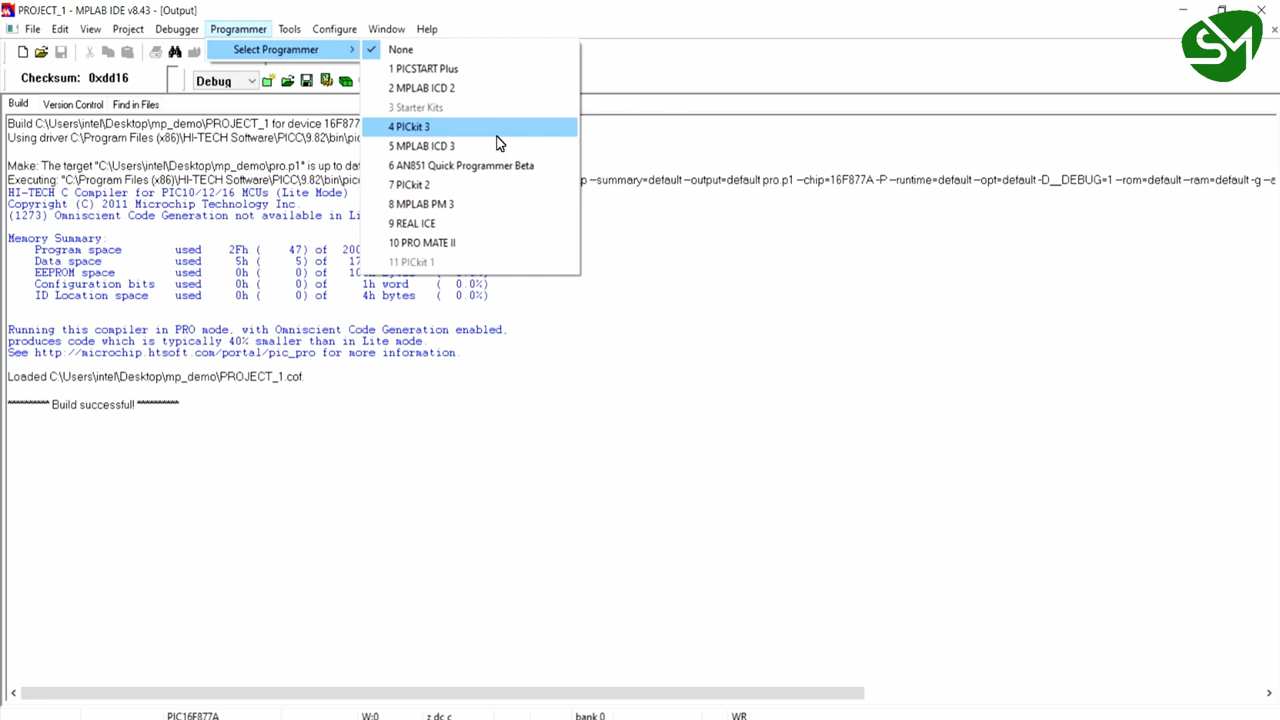 PROJECT_1 - MPLAB IDE v8.43 - [Output]
File Edit View Project Debugger Programmer Tools Configure Window Help
Select Programmer
None
1 PICSTART Plus
2 MPLAB ICD 2
3 Starter Kits
4 PICkit 3
5 MPLAB ICD 3
6 AN851 Quick Programmer Beta
7 PICkit 2
8 MPLAB PM 3
9 REAL ICE
10 PRO MATE II
11 PICkit 1
SM
Checksum: 0xdd16
Debug
Build Version Control Find in Files
Build C:\Users\intel\Desktop\mp_demo\PROJECT_1 for device 16F877
Using driver C:\Program Files (x86)\HI-TECH Software\PICC\9.82\bin\pic
Make: The target "C:\Users\intel\Desktop\mp_demo\pro.p1" is up to dat
Executing: "C:\Program Files (x86)\HI-TECH Software\PICC\9.82\bin\pic p --summary=default --output=default pro.p1 --chip=16F877A -P --runtime=default --opt=default -D__DEBUG=1 --rom=default --ram=default -g --a
HI-TECH C Compiler for PIC10/12/16 MCUs (Lite Mode)
Copyright (C) 2011 Microchip Technology Inc.
(1273) Omniscient Code Generation not available in Li
Memory Summary:
Program space used 2Fh ( 47) of 200
Data space used 5h ( 5) of 17
EEPROM space used 0h ( 0) of 10
Configuration bits used 0h ( 0) of 1h word ( 0.0%)
ID Location space used 0h ( 0) of 4h bytes ( 0.0%)
Running this compiler in PRO mode, with Omniscient Code Generation enabled,
produces code which is typically 40% smaller than in Lite mode.
See http://microchip.htsoft.com/portal/pic_pro for more information.
Loaded C:\Users\intel\Desktop\mp_demo\PROJECT_1.cof.
********** Build successful! **********
PIC16F877A W:0 z dc c bank 0 WR